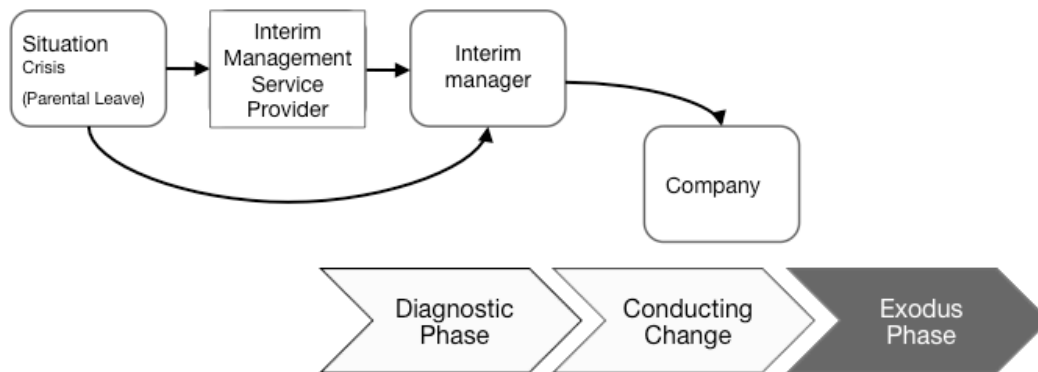 Situation
Crisis
(Parental Leave)
Interim
Management
Service
Provider
Interim
manager
Company
Diagnostic
Phase
Conducting
Change
Exodus
Phase